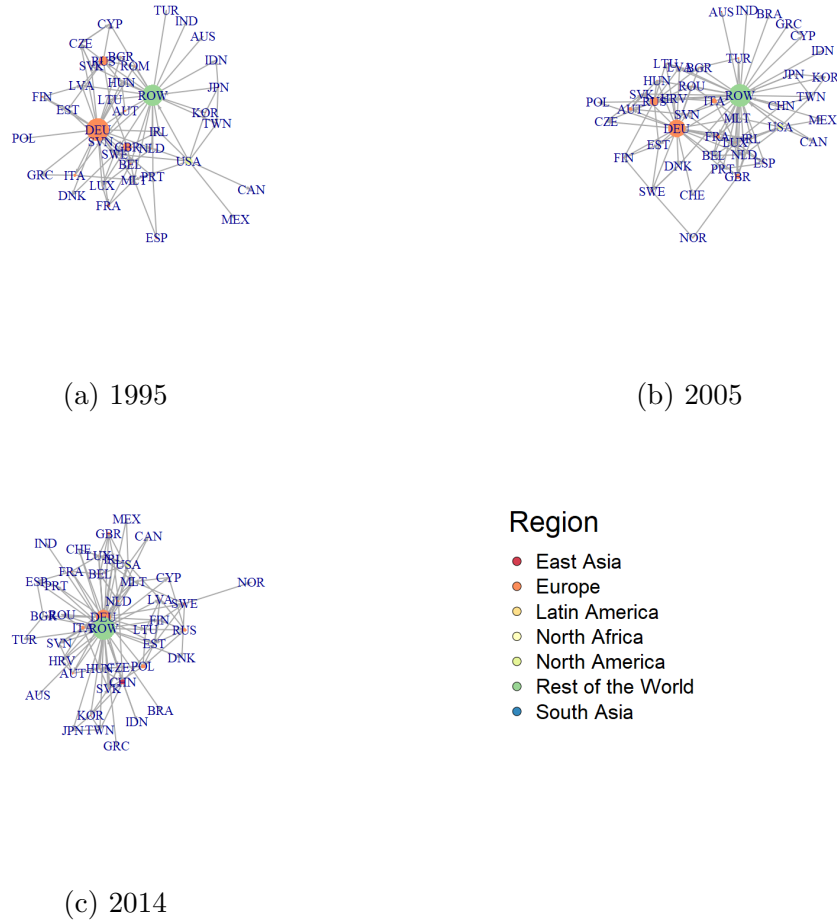 TUR
CYP
IND
AUS
CZE
BGR
RUS
IDN
SVK
ROM
HUN
LVA
JPN
ROW
FIN
LTU
EST
AUT
KOR
TWN
DEU
IRL
POL
SVN
GBR
NLD
SWE
USA
BEL
GRC
ITA
PRT
MLT
LUX
CAN
DNK
FRA
MEX
ESP
(a) 1995
AUS
IND
BRA
GRC
CYP
IDN
TUR
LTU
LVA
BGR
JPN
KOR
HUN
ROU
SVK
ROW
TWN
POL
RUS
HRV
ITA
CHN
AUT
SVN
MLT
MEX
CZE
DEU
USA
FRA
IRL
CAN
EST
LUX
FIN
BEL
NLD
ESP
DNK
PRT
GBR
SWE
CHE
NOR
(b) 2005
MEX
GBR
CAN
IND
CHE
LUX
IRL
USA
FRA
BEL
ESP
PRT
MLT
CYP
NOR
NLD
LVA
SWE
BGR
ROU
DEU
FIN
ITA
ROW
LTU
RUS
TUR
SVN
EST
HRV
DNK
AUT
HUN
CZE
POL
CHN
SVK
AUS
KOR
BRA
IDN
JPN
TWN
GRC
(c) 2014
Region
East Asia
Europe
Latin America
North Africa
North America
Rest of the World
South Asia